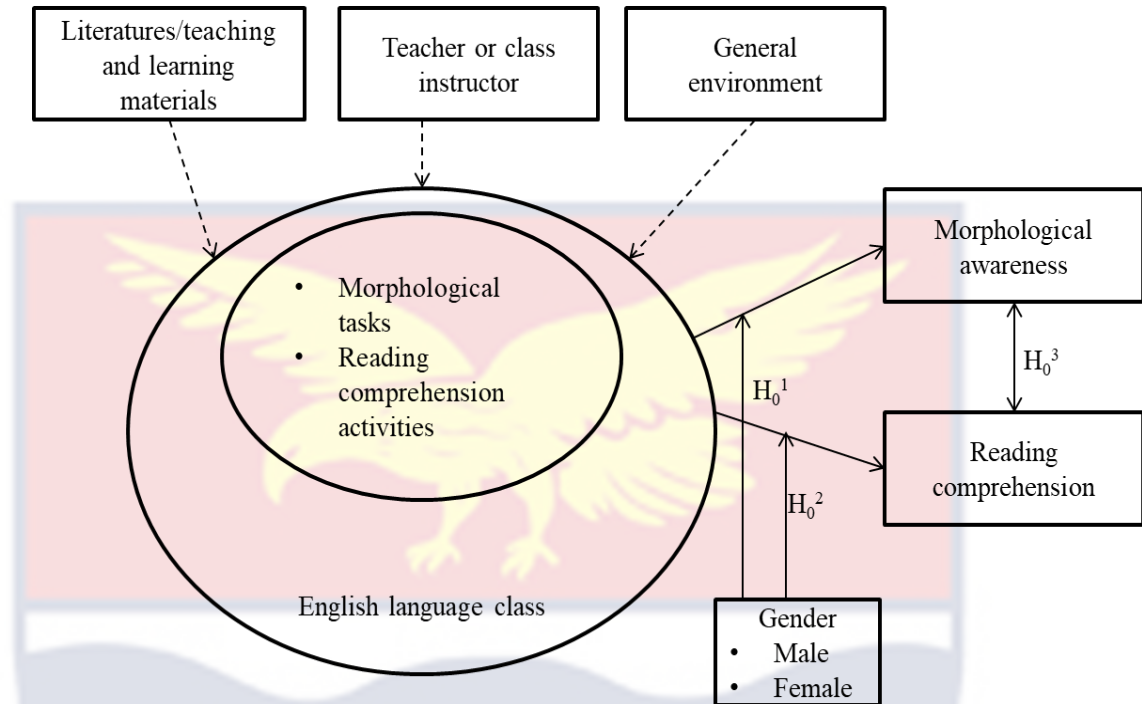 Literatures/teaching
and learning
materials
Teacher or class
instructor
General
environment
Morphological
awareness
• Morphological
tasks
• Reading
comprehension
activities
H₀¹
H₀³
Reading
comprehension
H₀²
English language class
Gender
• Male
• Female